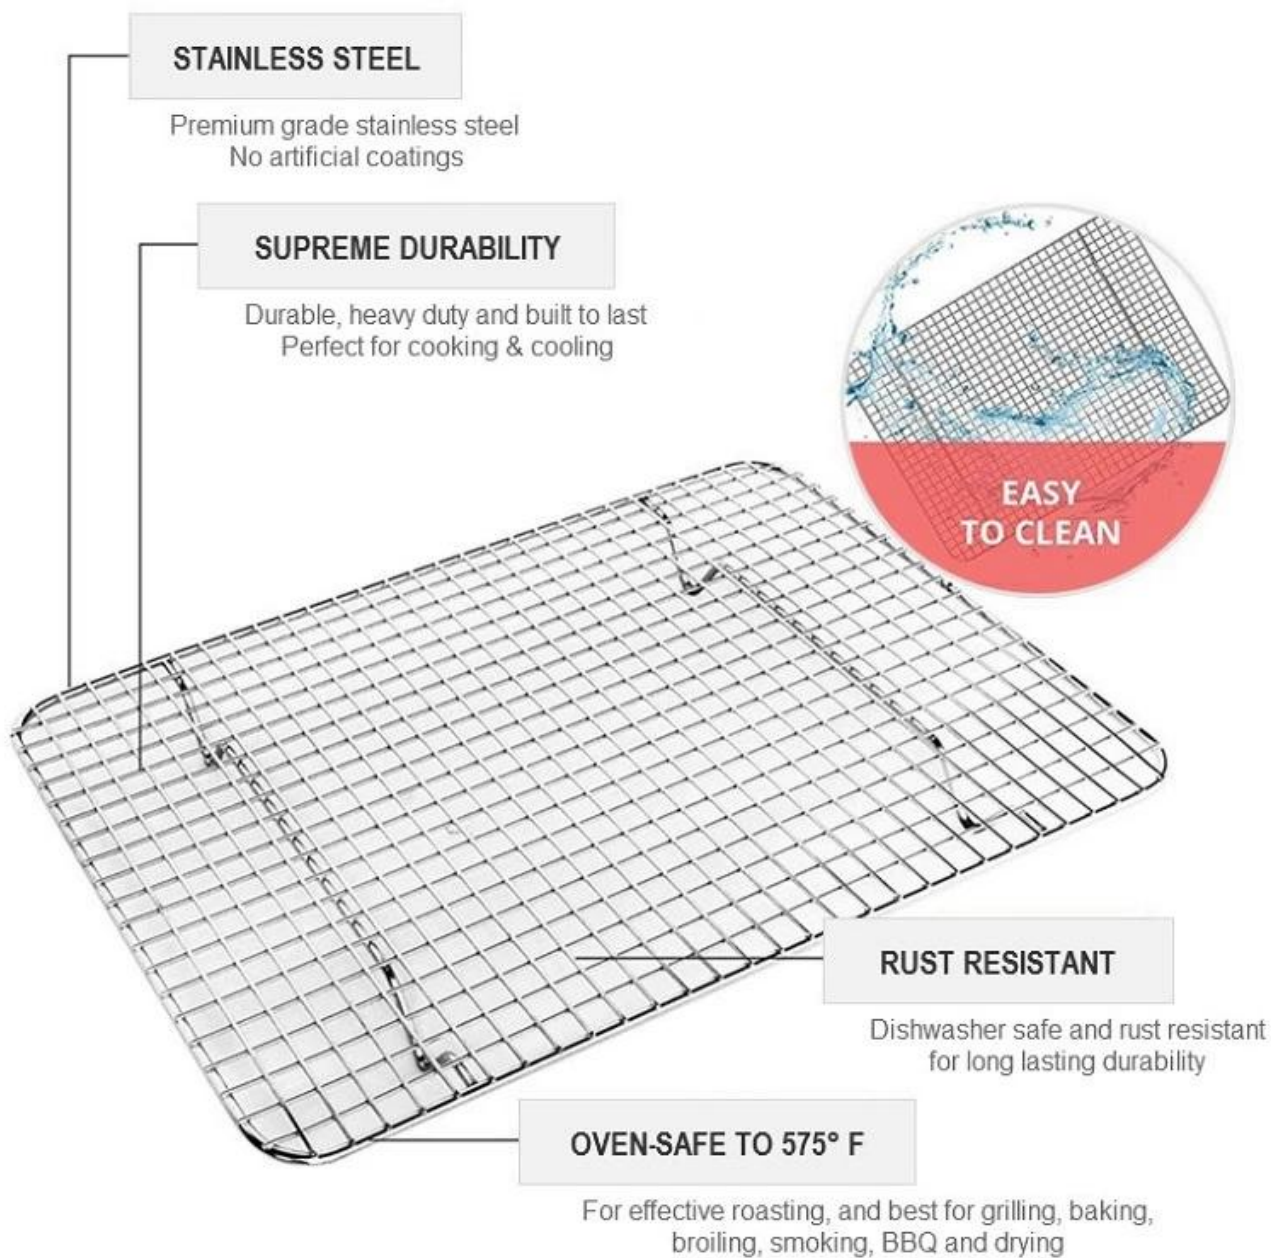 STAINLESS STEEL
Premium grade stainless steel
No artificial coatings
SUPREME DURABILITY
Durable, heavy duty and built to last
Perfect for cooking & cooling
EASY
TO CLEAN
RUST RESISTANT
Dishwasher safe and rust resistant
for long lasting durability
OVEN-SAFE TO 575° F
For effective roasting, and best for grilling, baking,
broiling, smoking, BBQ and drying